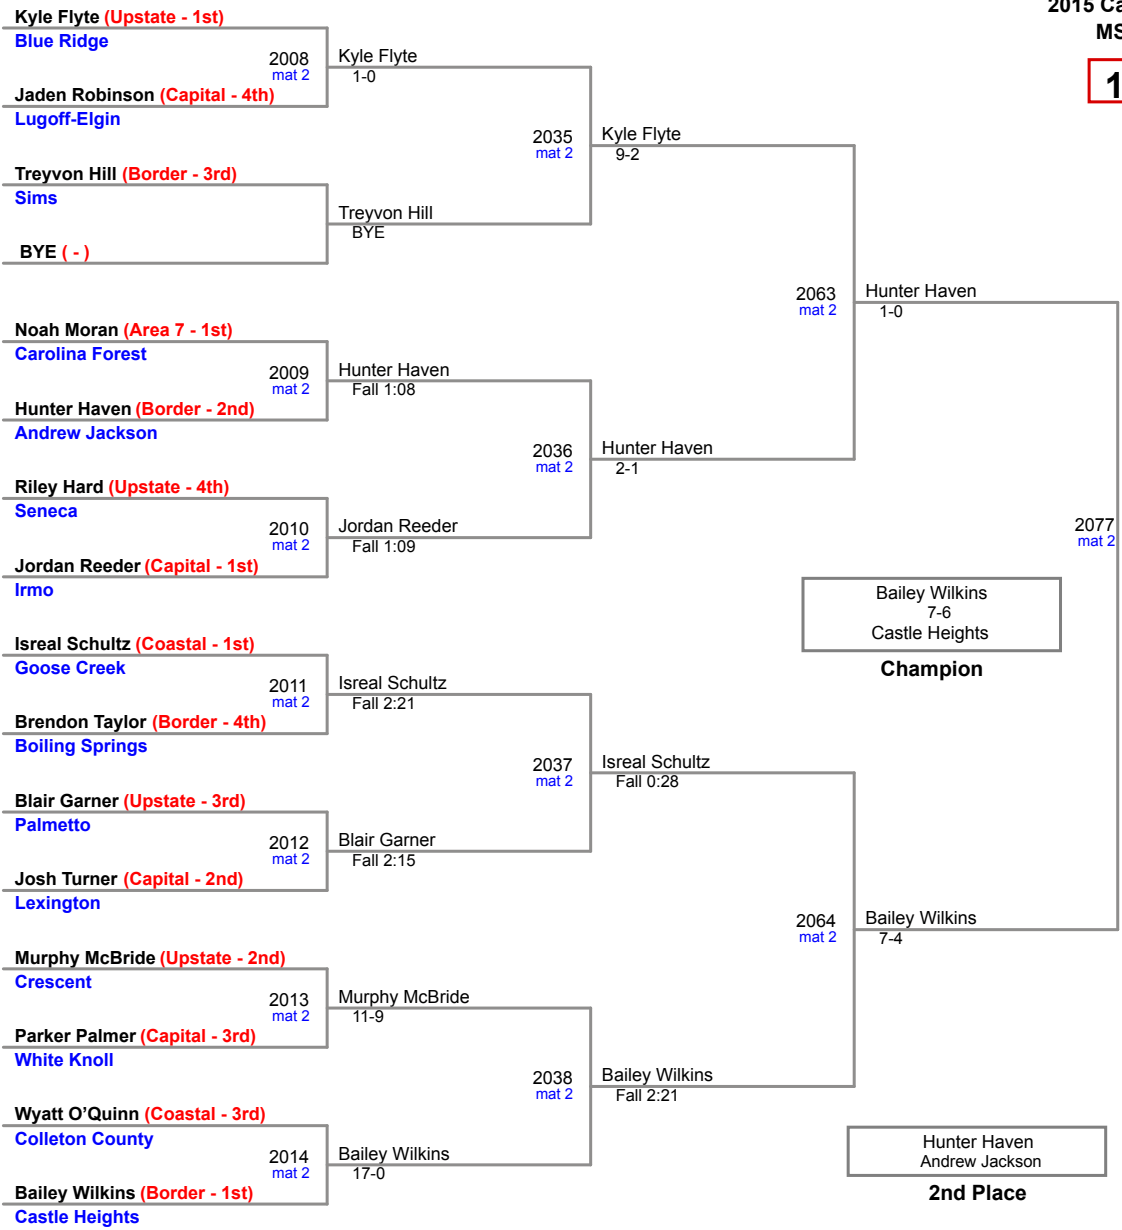 2015 Ca
MS
1
Kyle Flyte (Upstate - 1st)
Blue Ridge
2008
mat 2
Kyle Flyte
1-0
Jaden Robinson (Capital - 4th)
Lugoff-Elgin
2035
mat 2
Kyle Flyte
9-2
Treyvon Hill (Border - 3rd)
Sims
Treyvon Hill
BYE
BYE ( - )
2063
mat 2
Hunter Haven
1-0
Noah Moran (Area 7 - 1st)
Carolina Forest
2009
mat 2
Hunter Haven
Fall 1:08
Hunter Haven (Border - 2nd)
Andrew Jackson
2036
mat 2
Hunter Haven
2-1
Riley Hard (Upstate - 4th)
Seneca
2010
mat 2
Jordan Reeder
Fall 1:09
Jordan Reeder (Capital - 1st)
Irmo
2077
mat 2
Bailey Wilkins
7-6
Castle Heights
Champion
Isreal Schultz (Coastal - 1st)
Goose Creek
2011
mat 2
Isreal Schultz
Fall 2:21
Brendon Taylor (Border - 4th)
Boiling Springs
2037
mat 2
Isreal Schultz
Fall 0:28
Blair Garner (Upstate - 3rd)
Palmetto
2012
mat 2
Blair Garner
Fall 2:15
Josh Turner (Capital - 2nd)
Lexington
2064
mat 2
Bailey Wilkins
7-4
Murphy McBride (Upstate - 2nd)
Crescent
2013
mat 2
Murphy McBride
11-9
Parker Palmer (Capital - 3rd)
White Knoll
2038
mat 2
Bailey Wilkins
Fall 2:21
Wyatt O’Quinn (Coastal - 3rd)
Colleton County
2014
mat 2
Bailey Wilkins
17-0
Bailey Wilkins (Border - 1st)
Castle Heights
Hunter Haven
Andrew Jackson
2nd Place